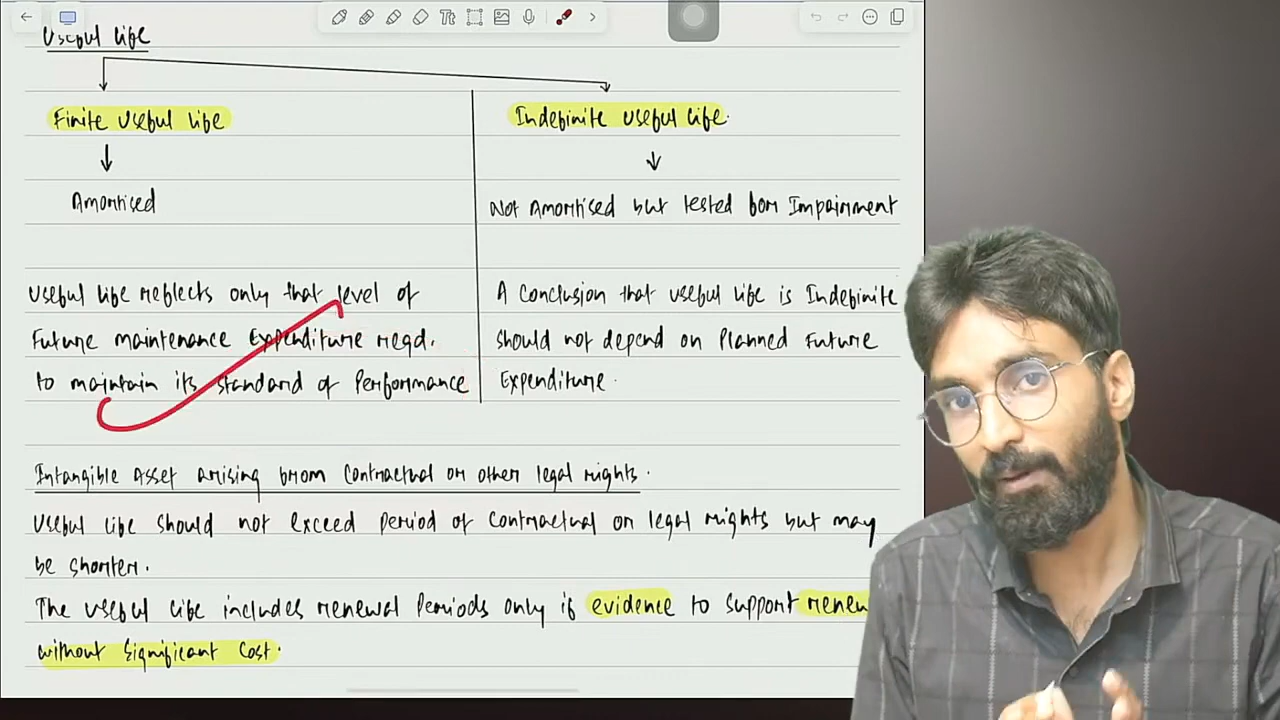 Useful life
Finite Useful life
Indefinite Useful life.
Amortised
Not Amortised but tested for Impairment
Useful life reflects only that level of
Future maintenance Expenditure reqd.
to maintain its standard of Performance
A Conclusion that useful life is Indefinite
should not depend on Planned Future
Expenditure.
Intangible Asset arising from Contractual or other legal rights.
Useful life should not exceed period of Contractual or legal rights but may
be shorter.
The useful life includes renewal Periods only if evidence to support
without significant Cost.